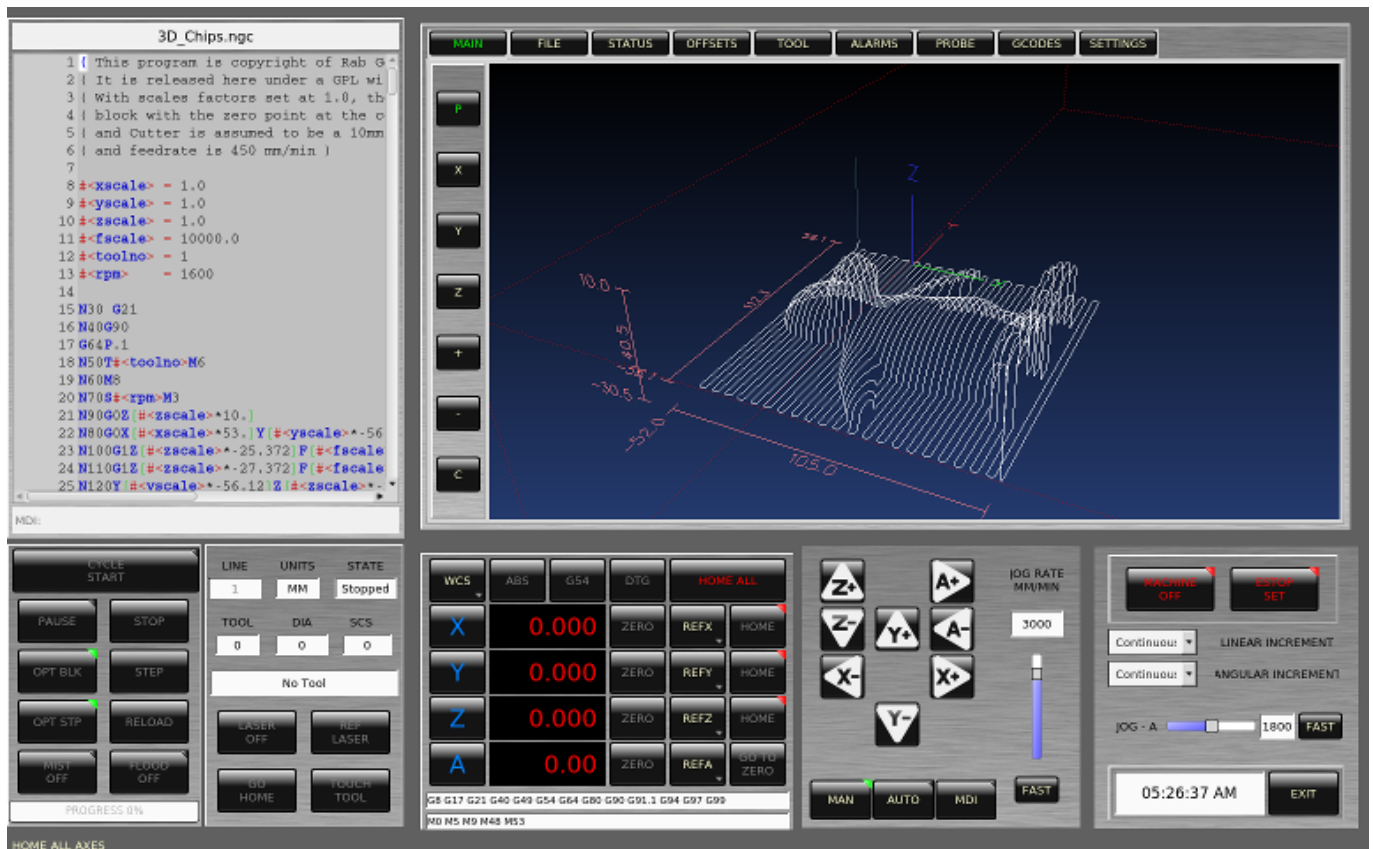 3D_Chips.ngc
1 ( This program is copyright of Rab G
2 ( It is released here under a GPL wi
3 ( With scales factors set at 1.0, th
4 ( block with the zero point at the c
5 ( and Cutter is assumed to be a 10mm
6 ( and feedrate is 450 mm/min )
7
8 #<xscale> = 1.0
9 #<yscale> = 1.0
10 #<zscale> = 1.0
11 #<fscale> = 10000.0
12 #<toolno> = 1
13 #<rpm> = 1600
14
15 N30 G21
16 N40G90
17 G64P.1
18 N50T#<toolno>M6
19 N60M8
20 N70S#<rpm>M3
21 N90G0Z[#<zscale>*10.]
22 N80G0X[#<xscale>*53.]Y[#<yscale>*-56
23 N100G1Z[#<zscale>*-25.372]F[#<fscale
24 N110G1Z[#<zscale>*-27.372]F[#<fscale
25 N120Y[#<yscale>*-56.12]Z[#<zscale>*-
MDI:
MAIN FILE STATUS OFFSETS TOOL ALARMS PROBE GCODES SETTINGS
P
X
Y
Z
+
-
C
Z
Y
10.0
40.5
-30.5
112.3
-52.0
105.0
CYCLE
START
PAUSE STOP
OPT BLK STEP
OPT STP RELOAD
MIST
OFF
FLOOD
OFF
PROGRESS 0%
LINE UNITS STATE
1 MM Stopped
TOOL DIA SCS
0 0 0
No Tool
LASER
OFF
REF
LASER
GO
HOME
TOUCH
TOOL
WCS ABS G54 DTG HOME ALL
X 0.000 ZERO REFX HOME
Y 0.000 ZERO REFY HOME
Z 0.000 ZERO REFZ HOME
A 0.00 ZERO REFA GO TO
ZERO
G8 G17 G21 G40 G49 G54 G64 G80 G90 G91.1 G94 G97 G99
M0 M5 M9 M48 M53
Z+ A+
Z- Y+ A-
X- X+
Y-
JOG RATE
MM/MIN
3000
FAST
MAN AUTO MDI
MACHINE
OFF
ESTOP
SET
Continuou: LINEAR INCREMENT
Continuou: ANGULAR INCREMENT
JOG - A 1800 FAST
05:26:37 AM EXIT
HOME ALL AXES